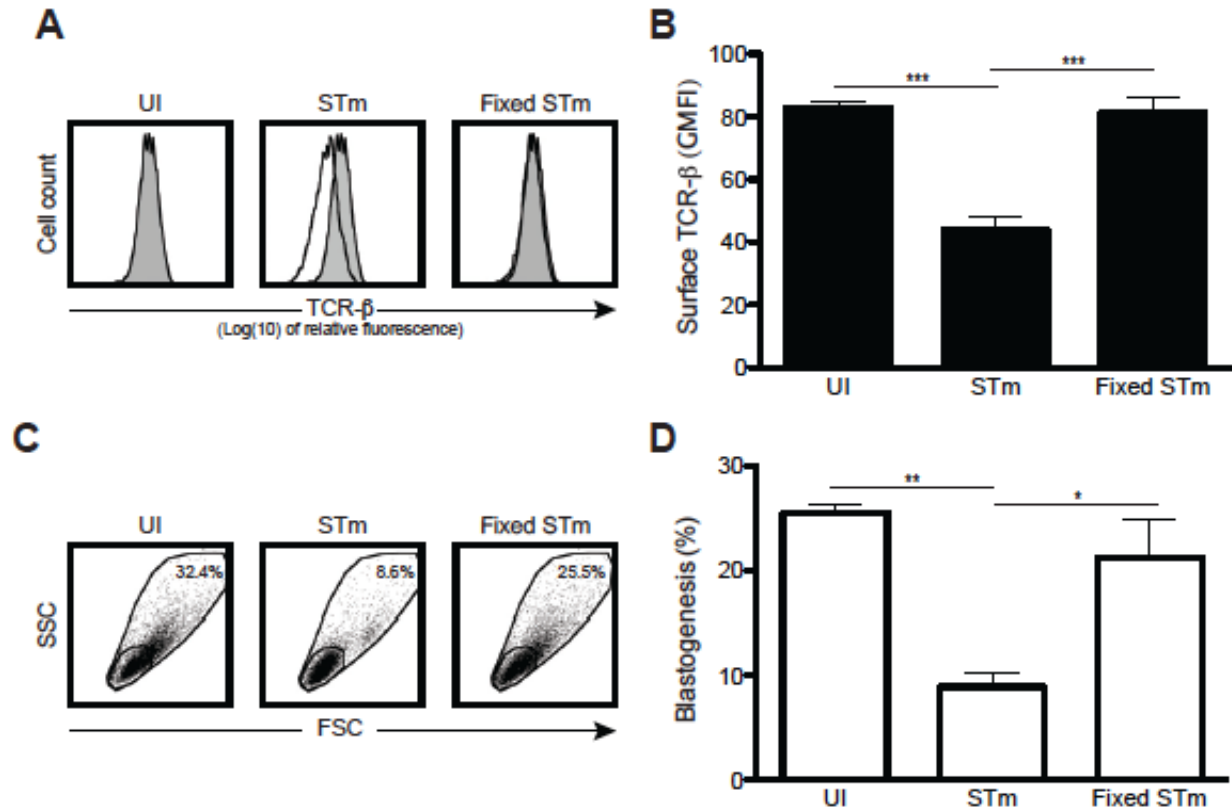 A
UI STm Fixed STm
Cell count
TCR-β
(Log(10) of relative fluorescence)
B
Surface TCR-β (GMFI)
100
80
60
40
20
0
*** ***
UI STm Fixed STm
C
UI STm Fixed STm
32.4% 8.6% 25.5%
SSC
FSC
D
Blastogenesis (%)
30
20
10
0
** *
UI STm Fixed STm